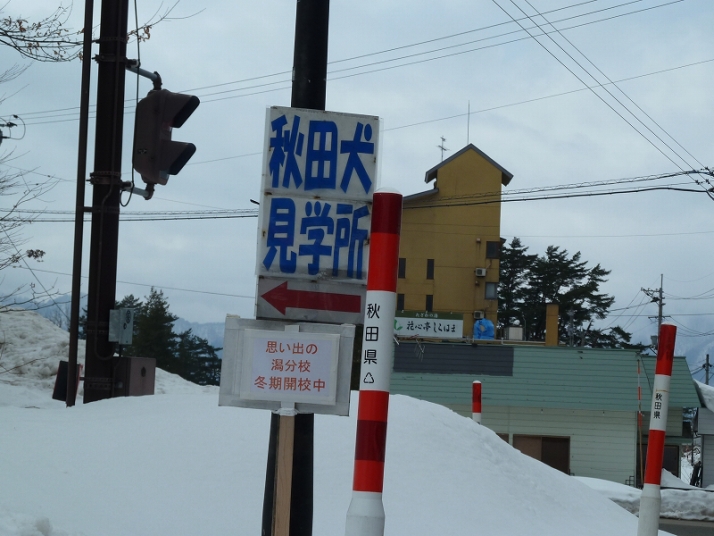 秋田犬
見学所
思い出の
潟分校
冬期開校中
秋田県
秋田県